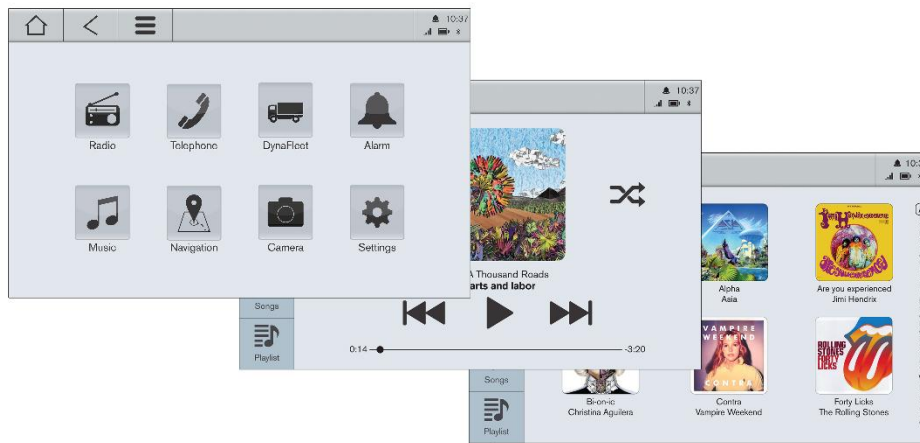 10:37
Radio
Telephone
DynaFleet
Alarm
Music
Navigation
Camera
Settings
10:37
A Thousand Roads
arts and labor
Songs
Playlist
0:14
-3:20
10:3
Alpha
Asia
Are you experienced
Jimi Hendrix
VAMPIRE
WEEKEND
CONTRA
ROLLING
STONES
FORTY
LICKS
Songs
Playlist
Bi-on-ic
Christina Aguilera
Contra
Vampire Weekend
Forty Licks
The Rolling Stones